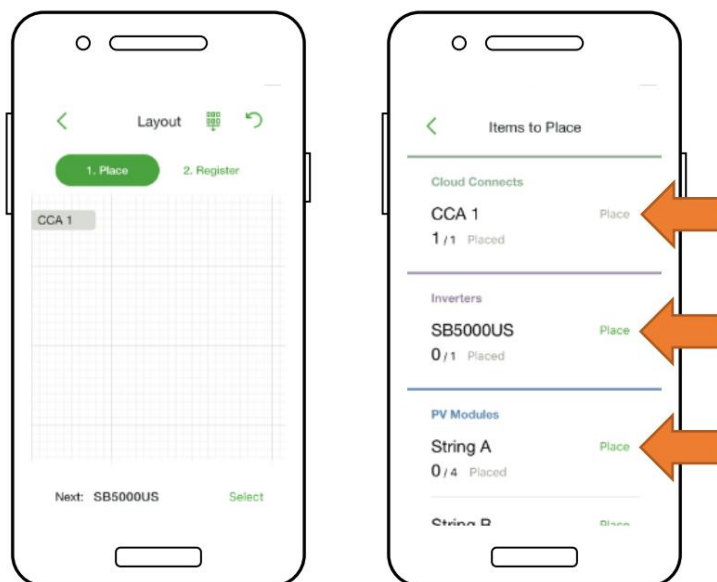 Layout
1. Place 2. Register
CCA 1
Next: SB5000US Select
Items to Place
Cloud Connects
CCA 1 Place
1 / 1 Placed
Inverters
SB5000US Place
0 / 1 Placed
PV Modules
String A Place
0 / 4 Placed
String B Place